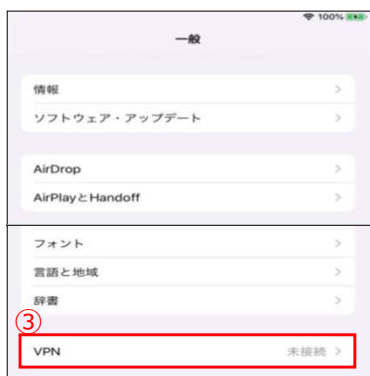 100%
一般
情報
ソフトウェア・アップデート
AirDrop
AirPlayとHandoff
フォント
言語と地域
辞書
③
VPN 未接続